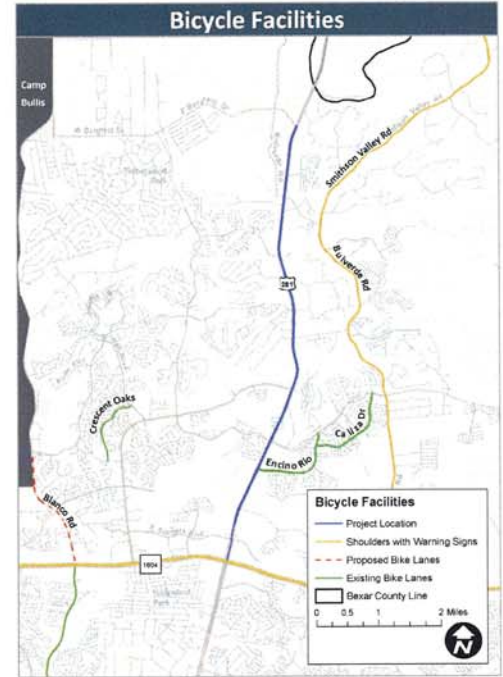 Bicycle Facilities
Camp
Bullis
Smithson Valley Rd
281
Bulverde Rd
Crescent Oaks
Encino Rio
Blanco Rd
1604
Rd
Bicycle Facilities
Project Location
Shoulders with Warning Signs
Proposed Bike Lanes
Existing Bike Lanes
Bexar County Line
0 0.5 1 2 Miles
N